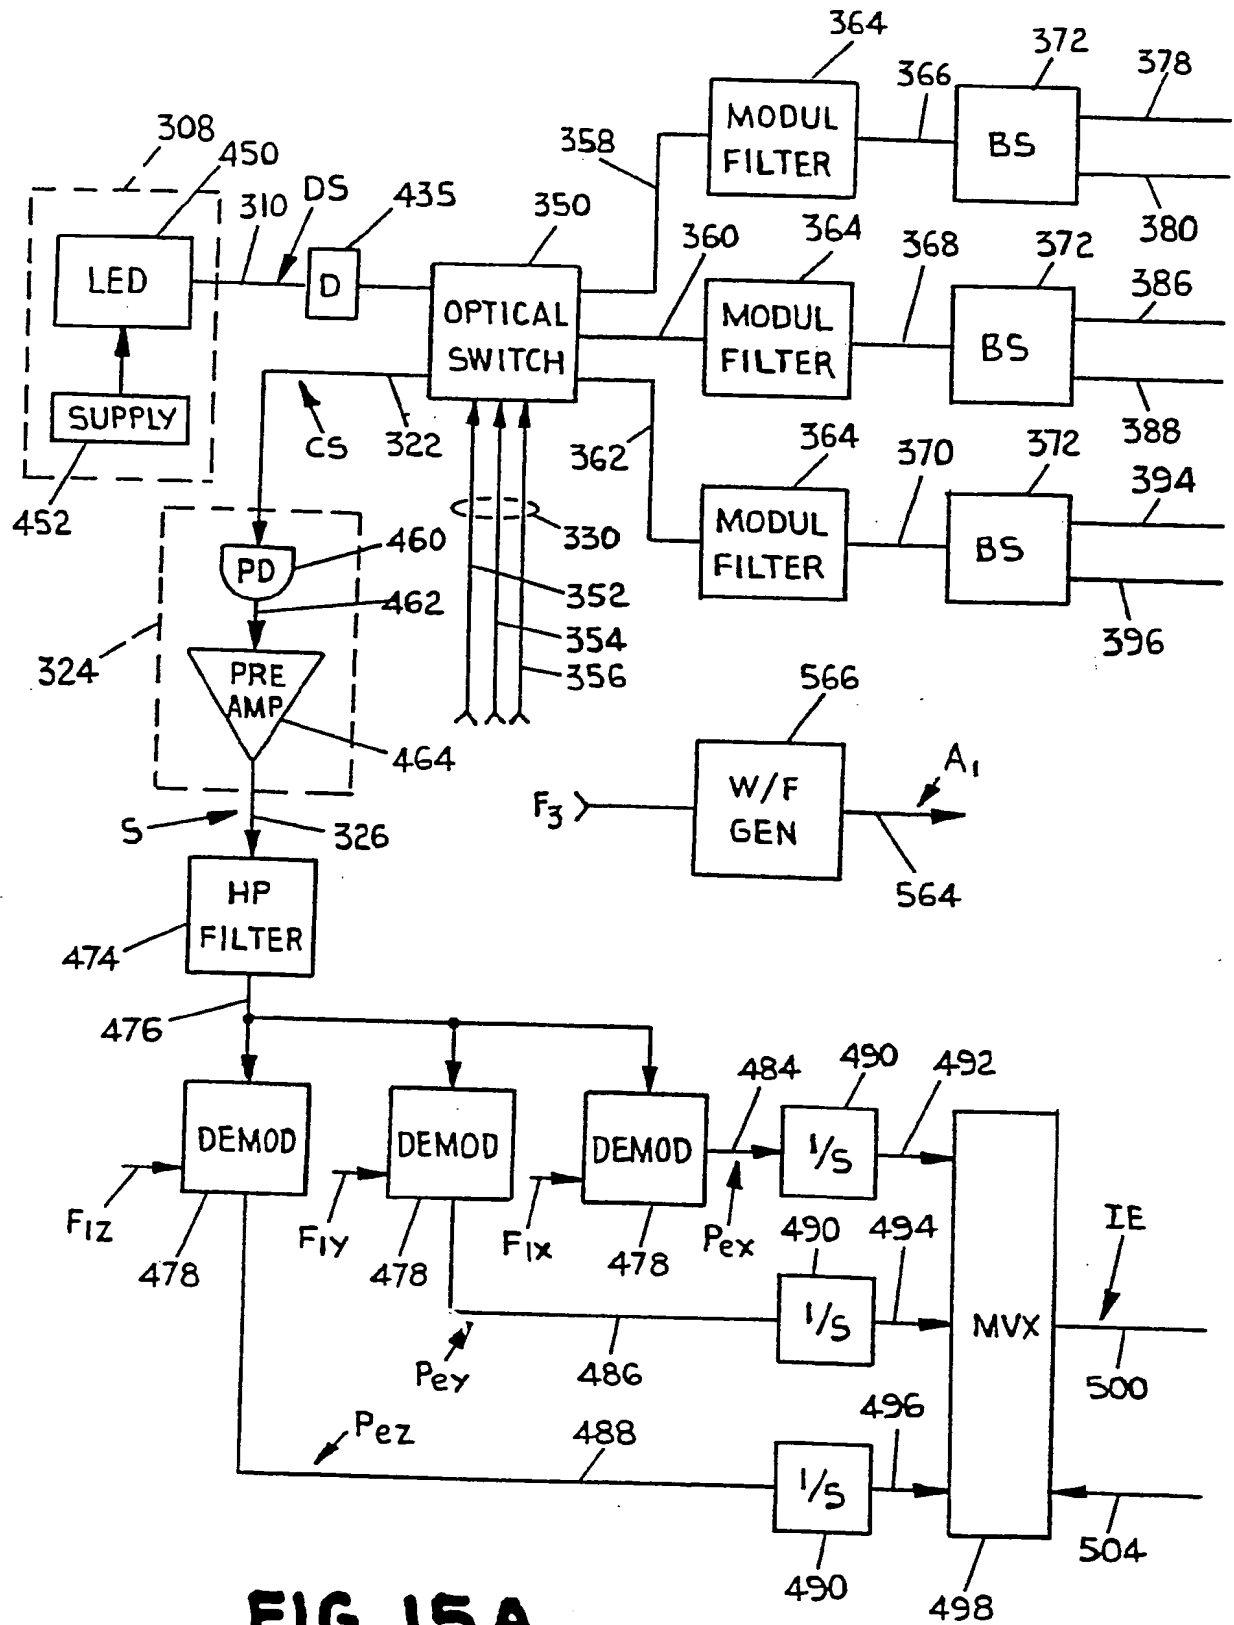 364
372
378
366
308
450
MODUL
FILTER
BS
358
310
DS
435
350
380
360
364
368
372
386
LED
D
OPTICAL
SWITCH
MODUL
FILTER
BS
SUPPLY
CS
322
362
364
370
372
388
394
452
330
MODUL
FILTER
BS
PD
460
462
352
354
356
396
324
PRE
AMP
464
566
W/F
GEN
A1
F3
564
S
326
HP
FILTER
474
476
484
490
492
DEMOD
DEMOD
DEMOD
1/S
F1Z
F1Y
F1X
Pex
490
494
IE
478
478
478
1/S
MVX
Pey
486
500
496
Pez
488
1/S
504
490
498
FIG. 15A